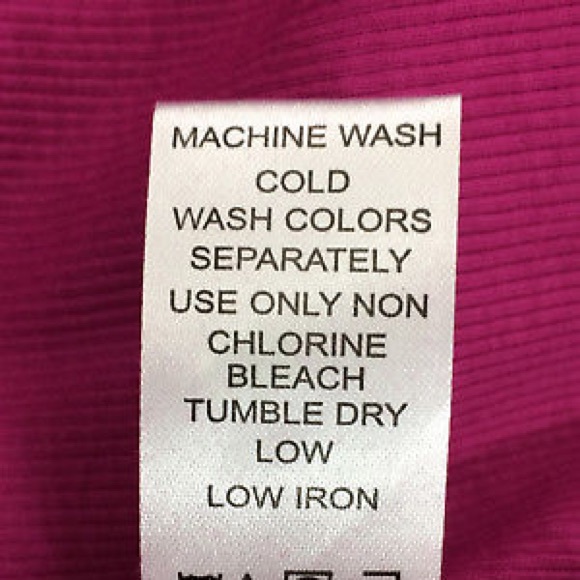 MACHINE WASH
COLD
WASH COLORS
SEPARATELY
USE ONLY NON
CHLORINE
BLEACH
TUMBLE DRY
LOW
LOW IRON